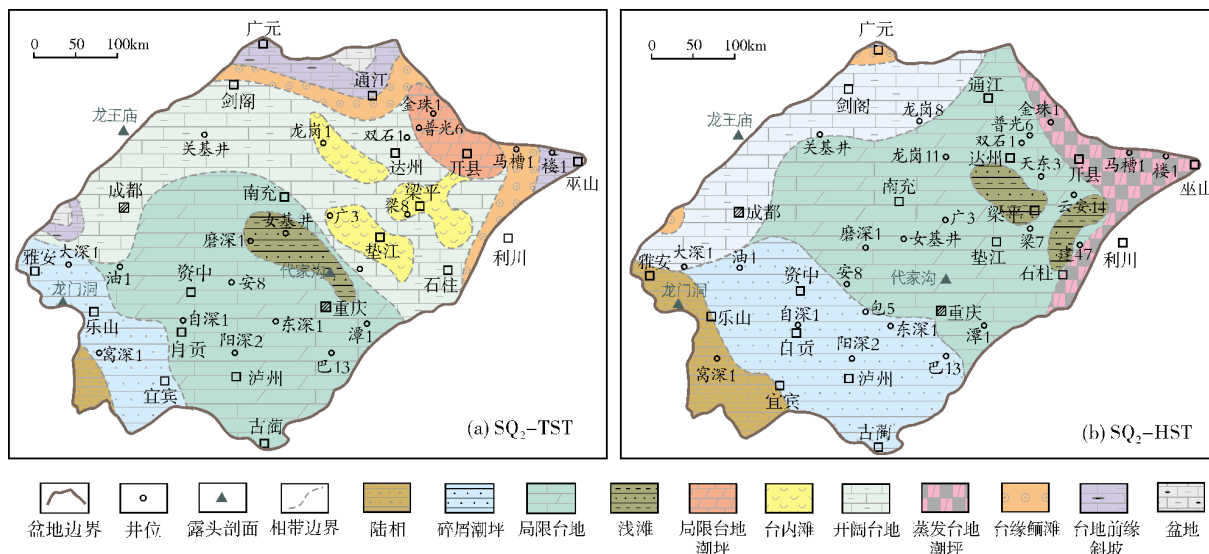 广元
0 50 100km
通江
剑阁
金珠1
龙王庙
龙岗1
双石1
普光6
关基井
达州
开县
马槽1
楼1
巫山
成都
南充
梁平
女基井
广3
梁8
磨深1
垫江
利川
大深1
雅安
油1
资中
安8
代家沟
石柱
龙门洞
重庆
乐山
自深1
东深1
潭1
自贡
阳深2
窝深1
巴13
宜宾
泸州
古蔺
(a) SQ₂-TST
广元
0 50 100km
通江
剑阁
金珠1
龙岗8
龙王庙
普光6
双石1
关基井
龙岗11
达州
天东3
开县
马槽1
楼1
巫山
南充
云安14
成都
广3
梁平
磨深1
女基井
梁7
垫江
建47
利川
大深1
雅安
油1
资中
安8
代家沟
石柱
龙门洞
包5
重庆
乐山
自深1
东深1
潭1
自贡
阳深2
窝深1
巴13
宜宾
泸州
古蔺
(b) SQ₂-HST
盆地边界
井位
露头剖面
相带边界
陆相
碎屑潮坪
局限台地
浅滩
局限台地
潮坪
台内滩
开阔台地
蒸发台地
潮坪
台缘鲕滩
台地前缘
斜坡
盆地